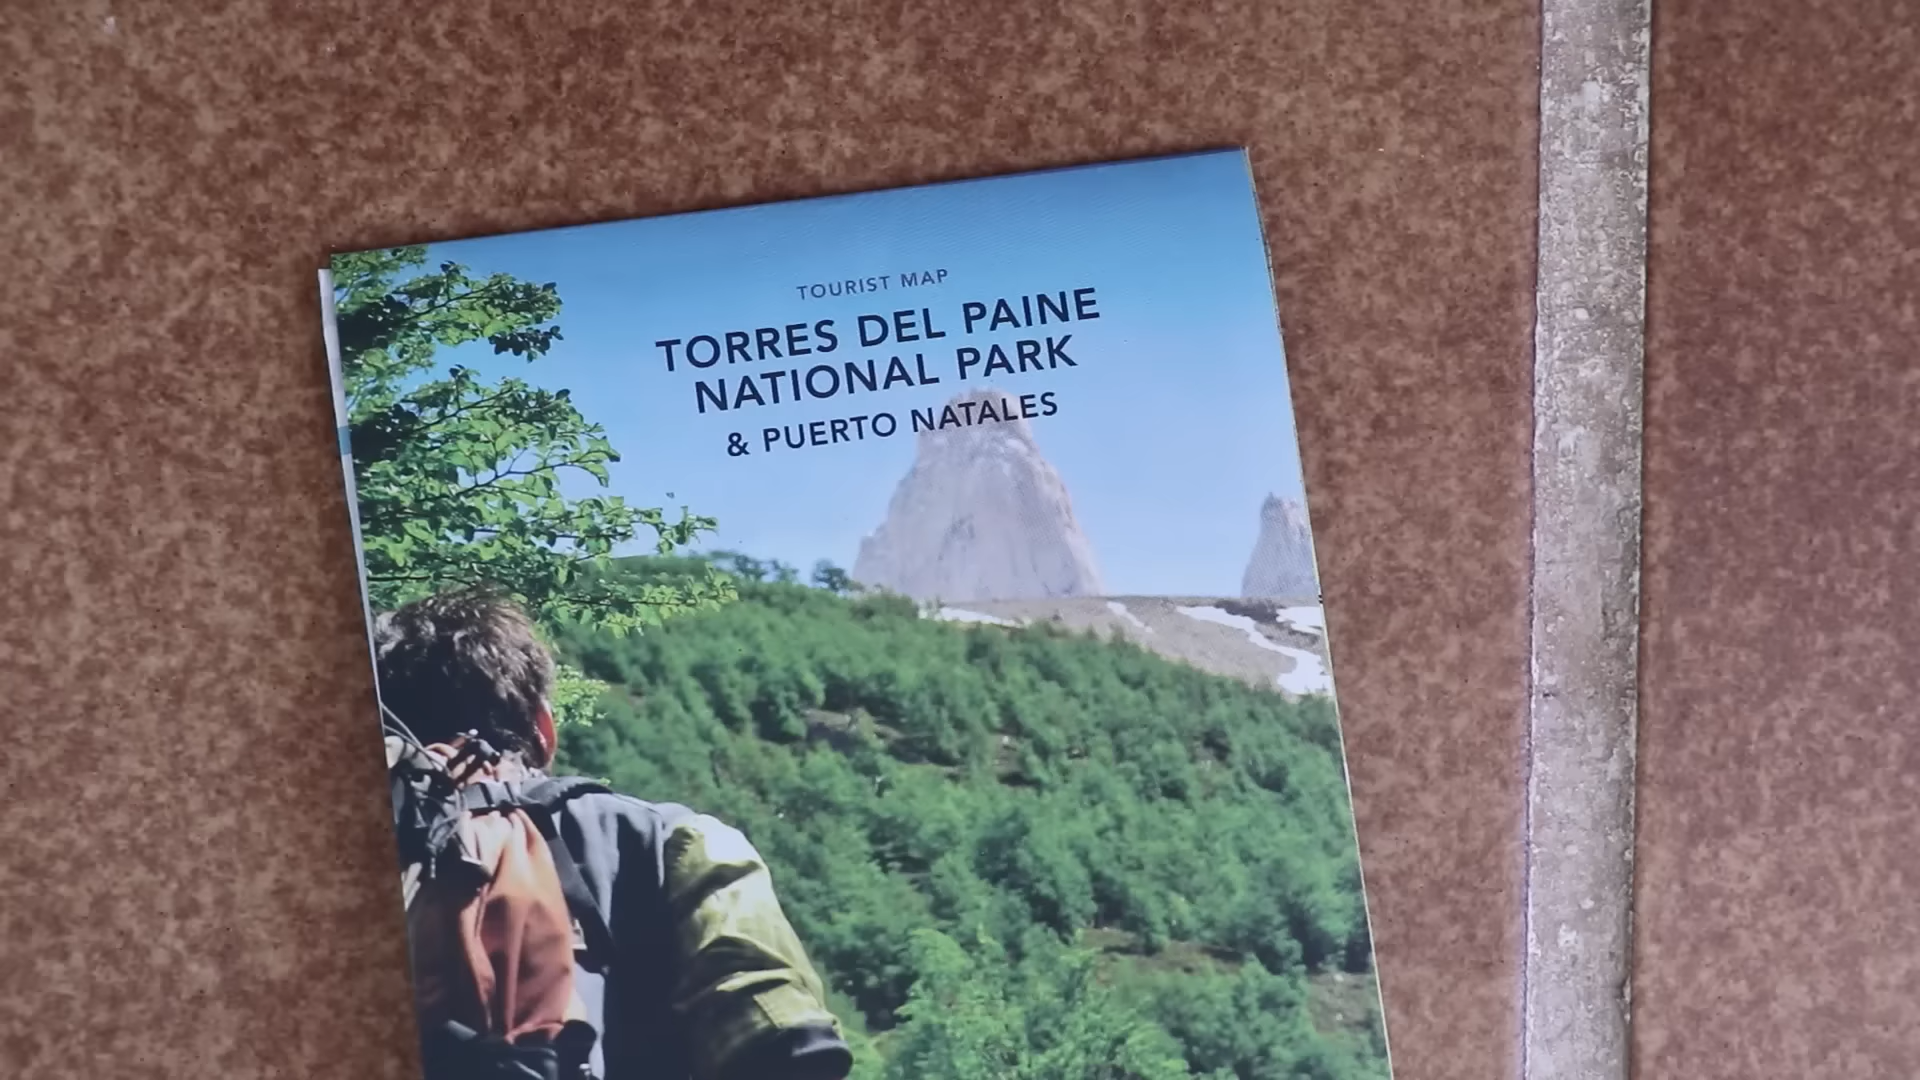 TOURIST MAP
TORRES DEL PAINE
NATIONAL PARK
& PUERTO NATALES